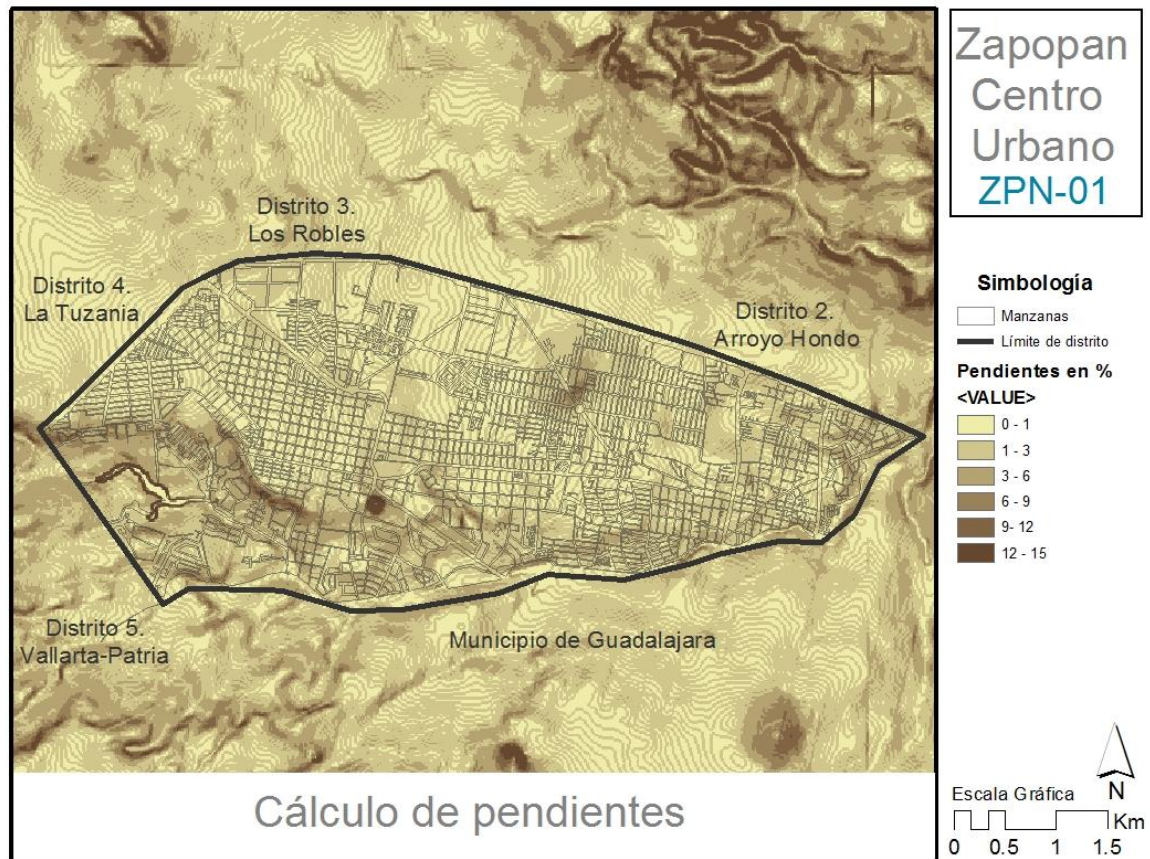 Zapopan
Centro
Urbano
ZPN-01
Distrito 3.
Los Robles
Distrito 4.
La Tuzania
Distrito 2.
Arroyo Hondo
Distrito 5.
Vallarta-Patria
Municipio de Guadalajara
Simbología
Manzanas
Límite de distrito
Pendientes en %
<VALUE>
0 - 1
1 - 3
3 - 6
6 - 9
9- 12
12 - 15
Escala Gráfica
N
Km
0 0.5 1 1.5
Cálculo de pendientes